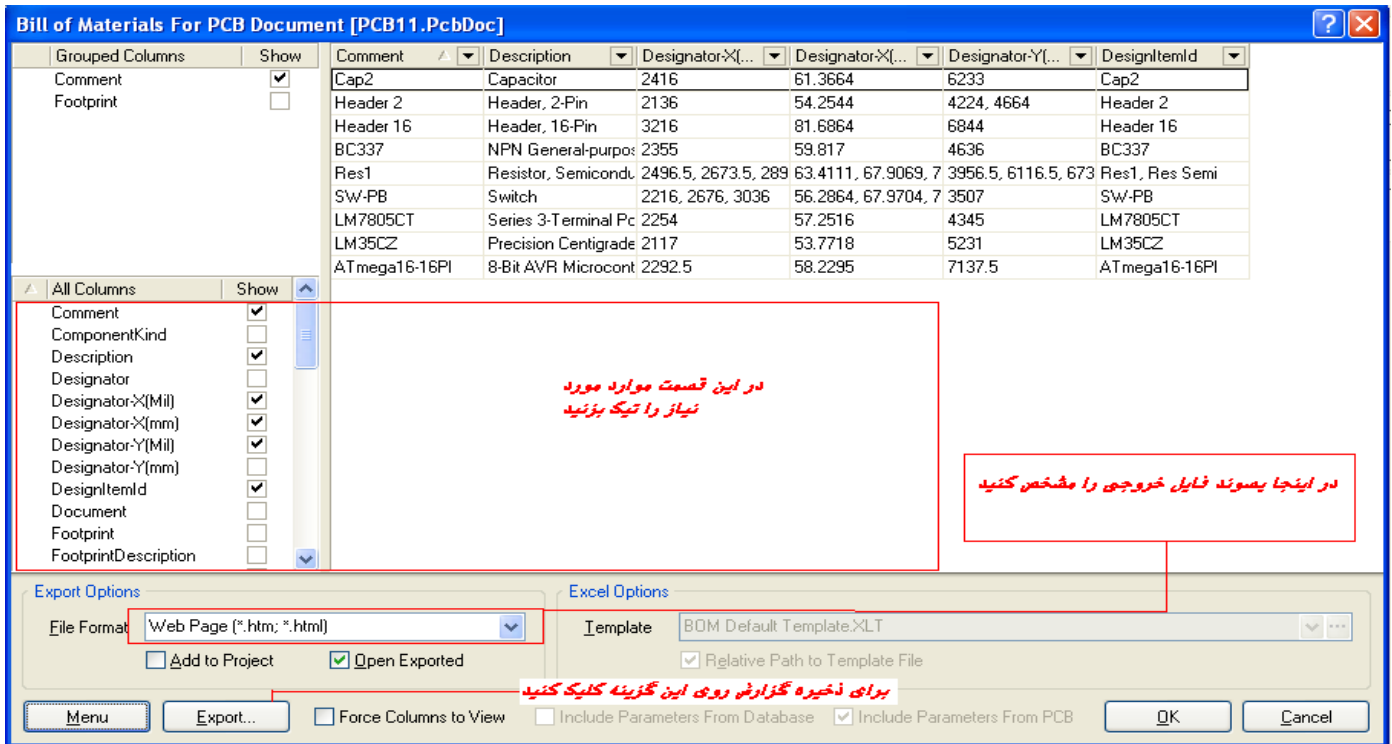 Bill of Materials For PCB Document [PCB11.PcbDoc]
Grouped Columns Show
Comment
Footprint
Comment Description Designator-X(... Designator-X(... Designator-Y(... DesignItemId
Cap2 Capacitor 2416 61.3664 6233 Cap2
Header 2 Header, 2-Pin 2136 54.2544 4224, 4664 Header 2
Header 16 Header, 16-Pin 3216 81.6864 6844 Header 16
BC337 NPN General-purpos 2355 59.817 4636 BC337
Res1 Resistor, Semicondu 2496.5, 2673.5, 289 63.4111, 67.9069, 7 3956.5, 6116.5, 673 Res1, Res Semi
SW-PB Switch 2216, 2676, 3036 56.2864, 67.9704, 7 3507 SW-PB
LM7805CT Series 3-Terminal Pc 2254 57.2516 4345 LM7805CT
LM35CZ Precision Centigrade 2117 53.7718 5231 LM35CZ
ATmega16-16PI 8-Bit AVR Microcont 2292.5 58.2295 7137.5 ATmega16-16PI
All Columns Show
Comment
ComponentKind
Description
Designator
Designator-X(Mil)
Designator-X(mm)
Designator-Y(Mil)
Designator-Y(mm)
DesignItemId
Document
Footprint
FootprintDescription
در این قسمت موارد مورد
نیاز را تیک بزنید
در اینجا پسوند فایل خروجی را مشخص کنید
Export Options
File Format Web Page (*.htm; *.html)
Add to Project Open Exported
Excel Options
Template BOM Default Template.XLT
Relative Path to Template File
برای ذخیره گزارش روی این گزینه کلیک کنید
Menu Export... Force Columns to View Include Parameters From Database Include Parameters From PCB OK Cancel